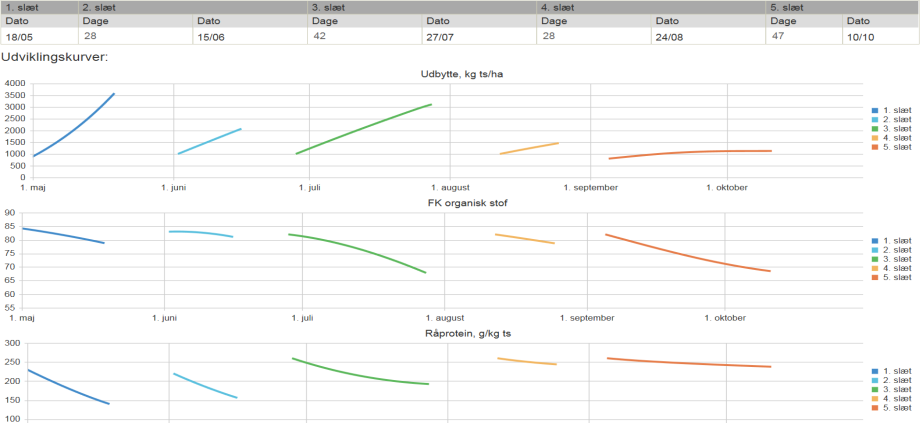 1. slæt 2. slæt 3. slæt 4. slæt 5. slæt
Dato Dage Dato Dage Dato Dage Dato Dage Dato
18/05 28 15/06 42 27/07 28 24/08 47 10/10
Udviklingskurver:
Udbytte, kg ts/ha
4000
3500
3000
2500
2000
1500
1000
500
0
1. maj 1. juni 1. juli 1. august 1. september 1. oktober
1. slæt
2. slæt
3. slæt
4. slæt
5. slæt
FK organisk stof
90
85
80
75
70
65
60
55
1. maj 1. juni 1. juli 1. august 1. september 1. oktober
1. slæt
2. slæt
3. slæt
4. slæt
5. slæt
Råprotein, g/kg ts
300
250
200
150
100
1. slæt
2. slæt
3. slæt
4. slæt
5. slæt